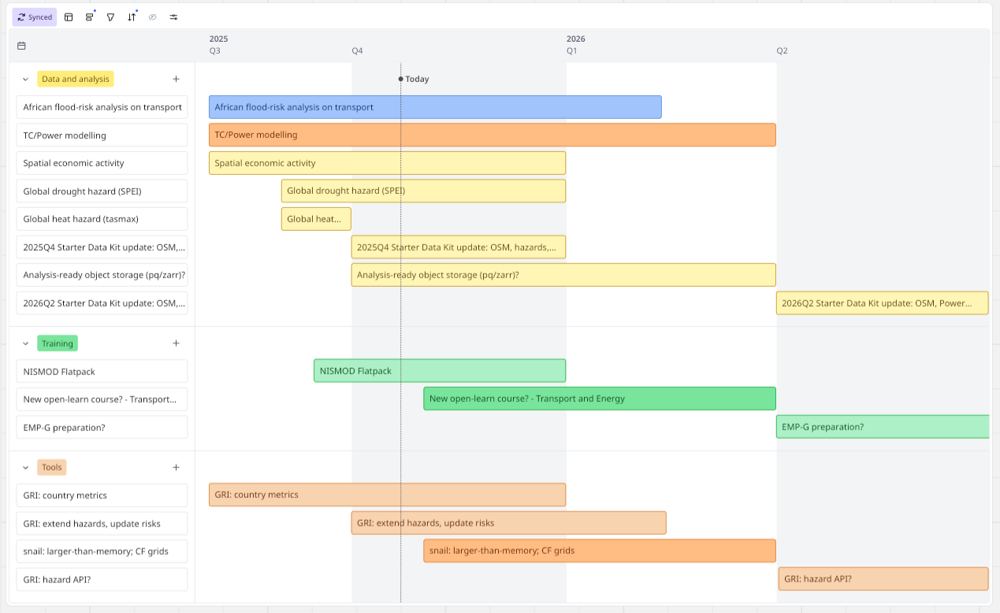 Synced
2025
2026
Q3
Q4
Q1
Q2
Data and analysis
Today
African flood-risk analysis on transport
African flood-risk analysis on transport
TC/Power modelling
TC/Power modelling
Spatial economic activity
Spatial economic activity
Global drought hazard (SPEI)
Global drought hazard (SPEI)
Global heat hazard (tasmax)
Global heat...
2025Q4 Starter Data Kit update: OSM,...
2025Q4 Starter Data Kit update: OSM, hazards,...
Analysis-ready object storage (pq/zarr)?
Analysis-ready object storage (pq/zarr)?
2026Q2 Starter Data Kit update: OSM,...
2026Q2 Starter Data Kit update: OSM, Power...
Training
NISMOD Flatpack
NISMOD Flatpack
New open-learn course? - Transport...
New open-learn course? - Transport and Energy
EMP-G preparation?
EMP-G preparation?
Tools
GRI: country metrics
GRI: country metrics
GRI: extend hazards, update risks
GRI: extend hazards, update risks
snail: larger-than-memory; CF grids
snail: larger-than-memory; CF grids
GRI: hazard API?
GRI: hazard API?